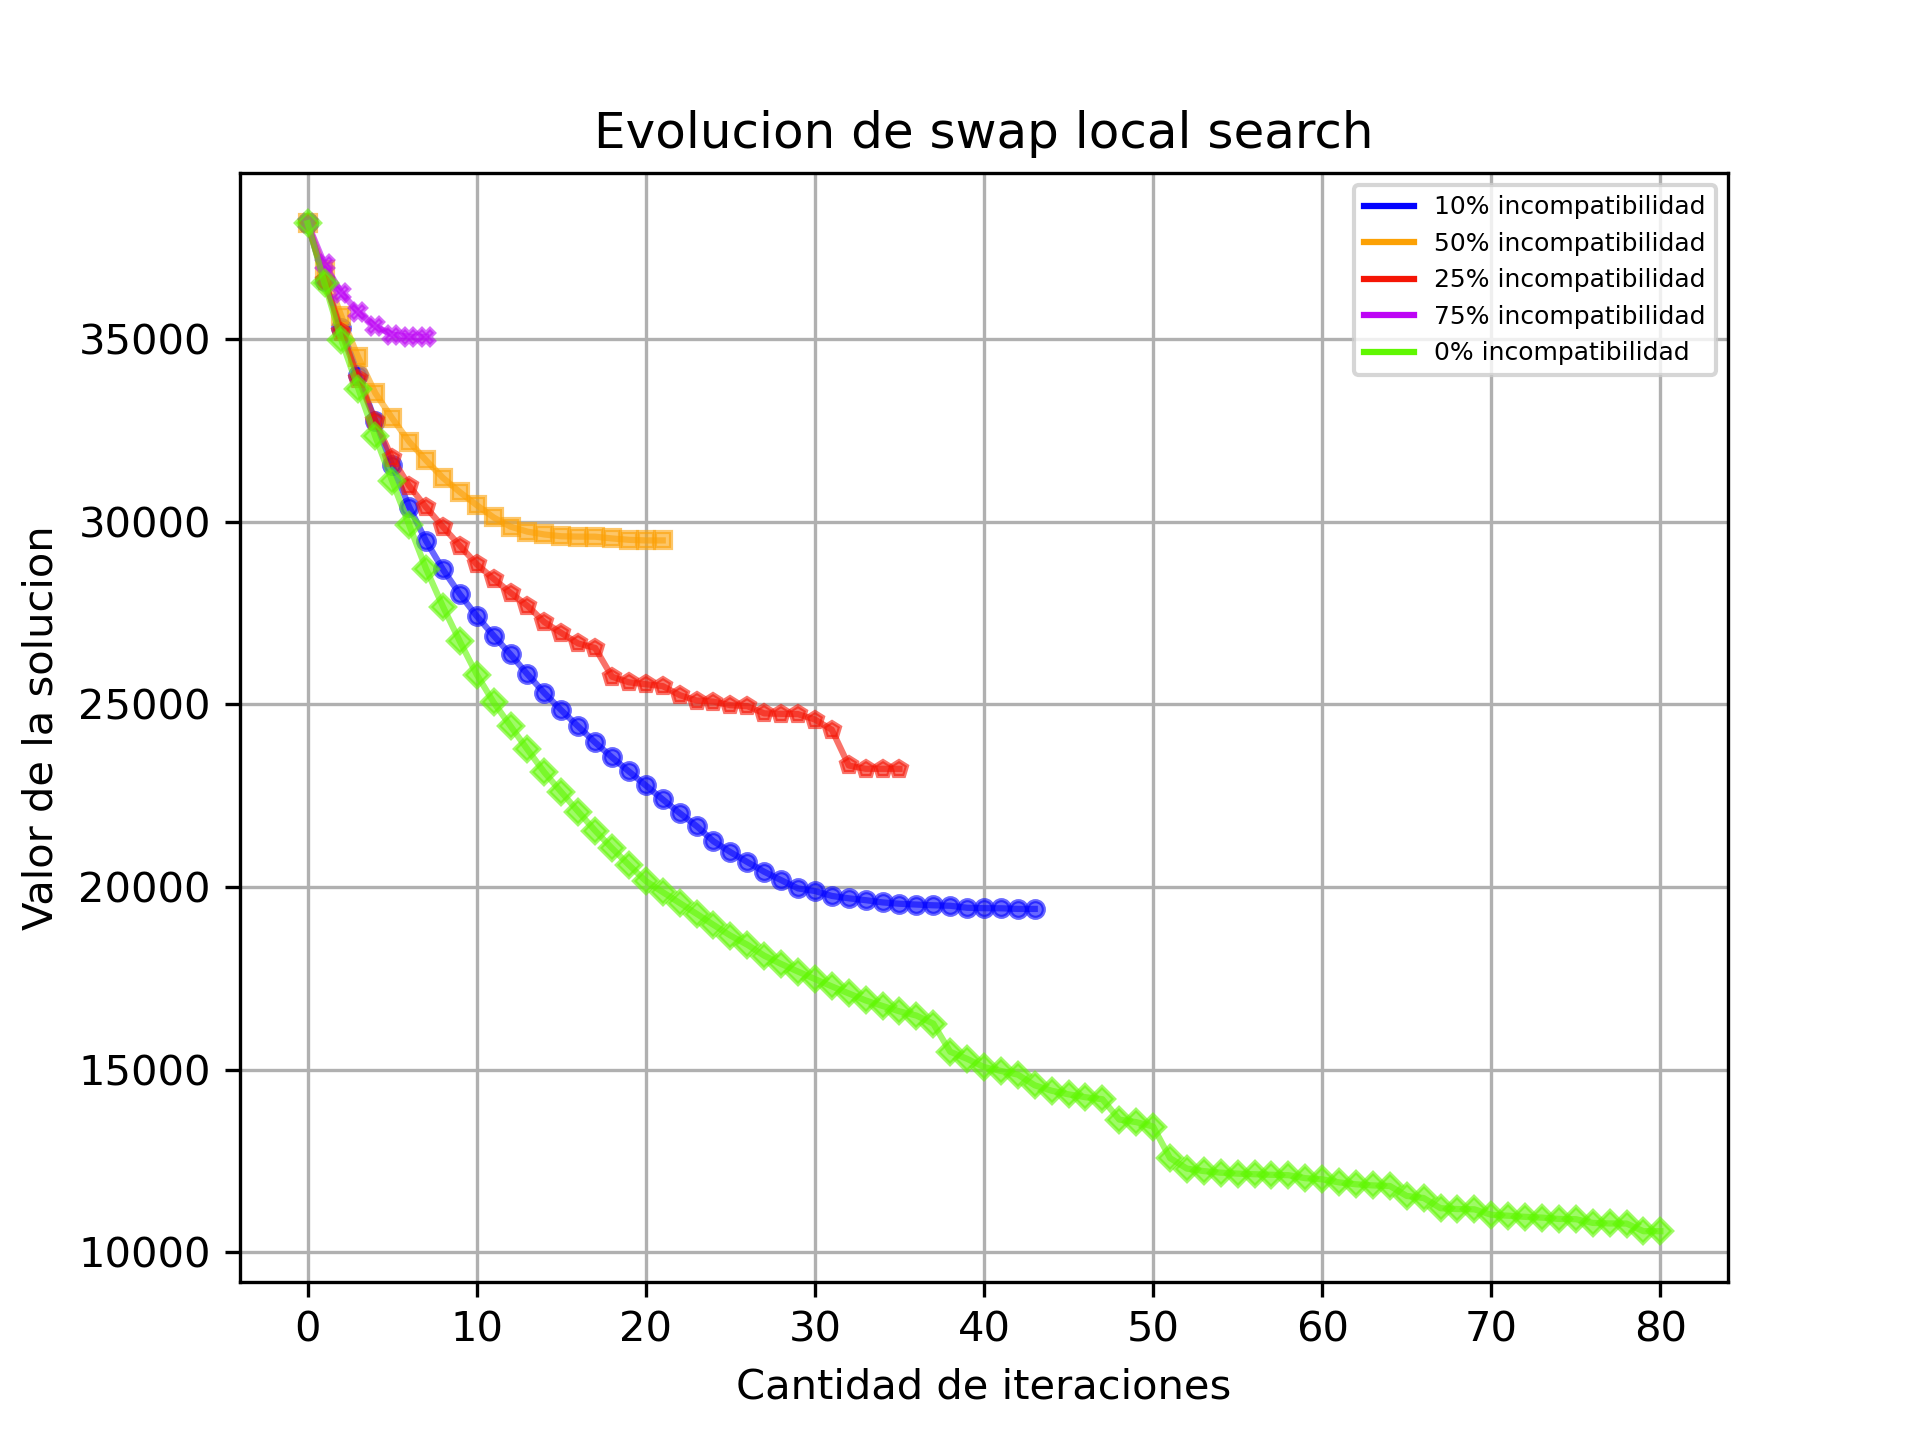 Evolucion de swap local search
10% incompatibilidad
50% incompatibilidad
25% incompatibilidad
75% incompatibilidad
0% incompatibilidad
Valor de la solucion
35000
30000
25000
20000
15000
10000
0 10 20 30 40 50 60 70 80
Cantidad de iteraciones